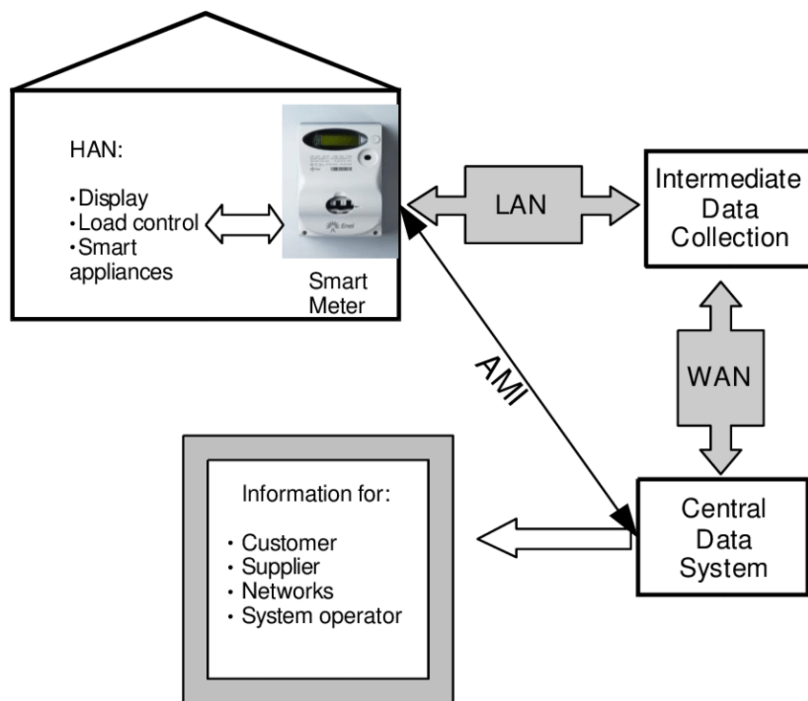 HAN:
•Display
•Load control
•Smart
appliances
Enel
Smart
Meter
LAN
Intermediate
Data
Collection
AMI
WAN
Information for:
• Customer
• Supplier
• Networks
• System operator
Central
Data
System